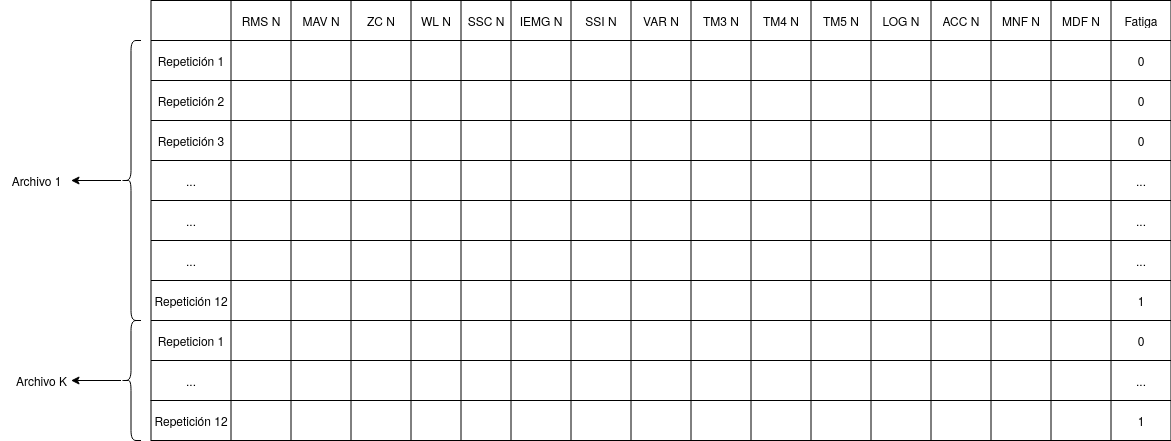 RMS N MAV N ZC N WL N SSC N IEMG N SSI N VAR N TM3 N TM4 N TM5 N LOG N ACC N MNF N MDF N Fatiga
Repetición 1 0
Repetición 2 0
Repetición 3 0
Archivo 1 ... ...
... ...
... ...
Repetición 12 1
Repeticion 1 0
Archivo K ... ...
Repetición 12 1